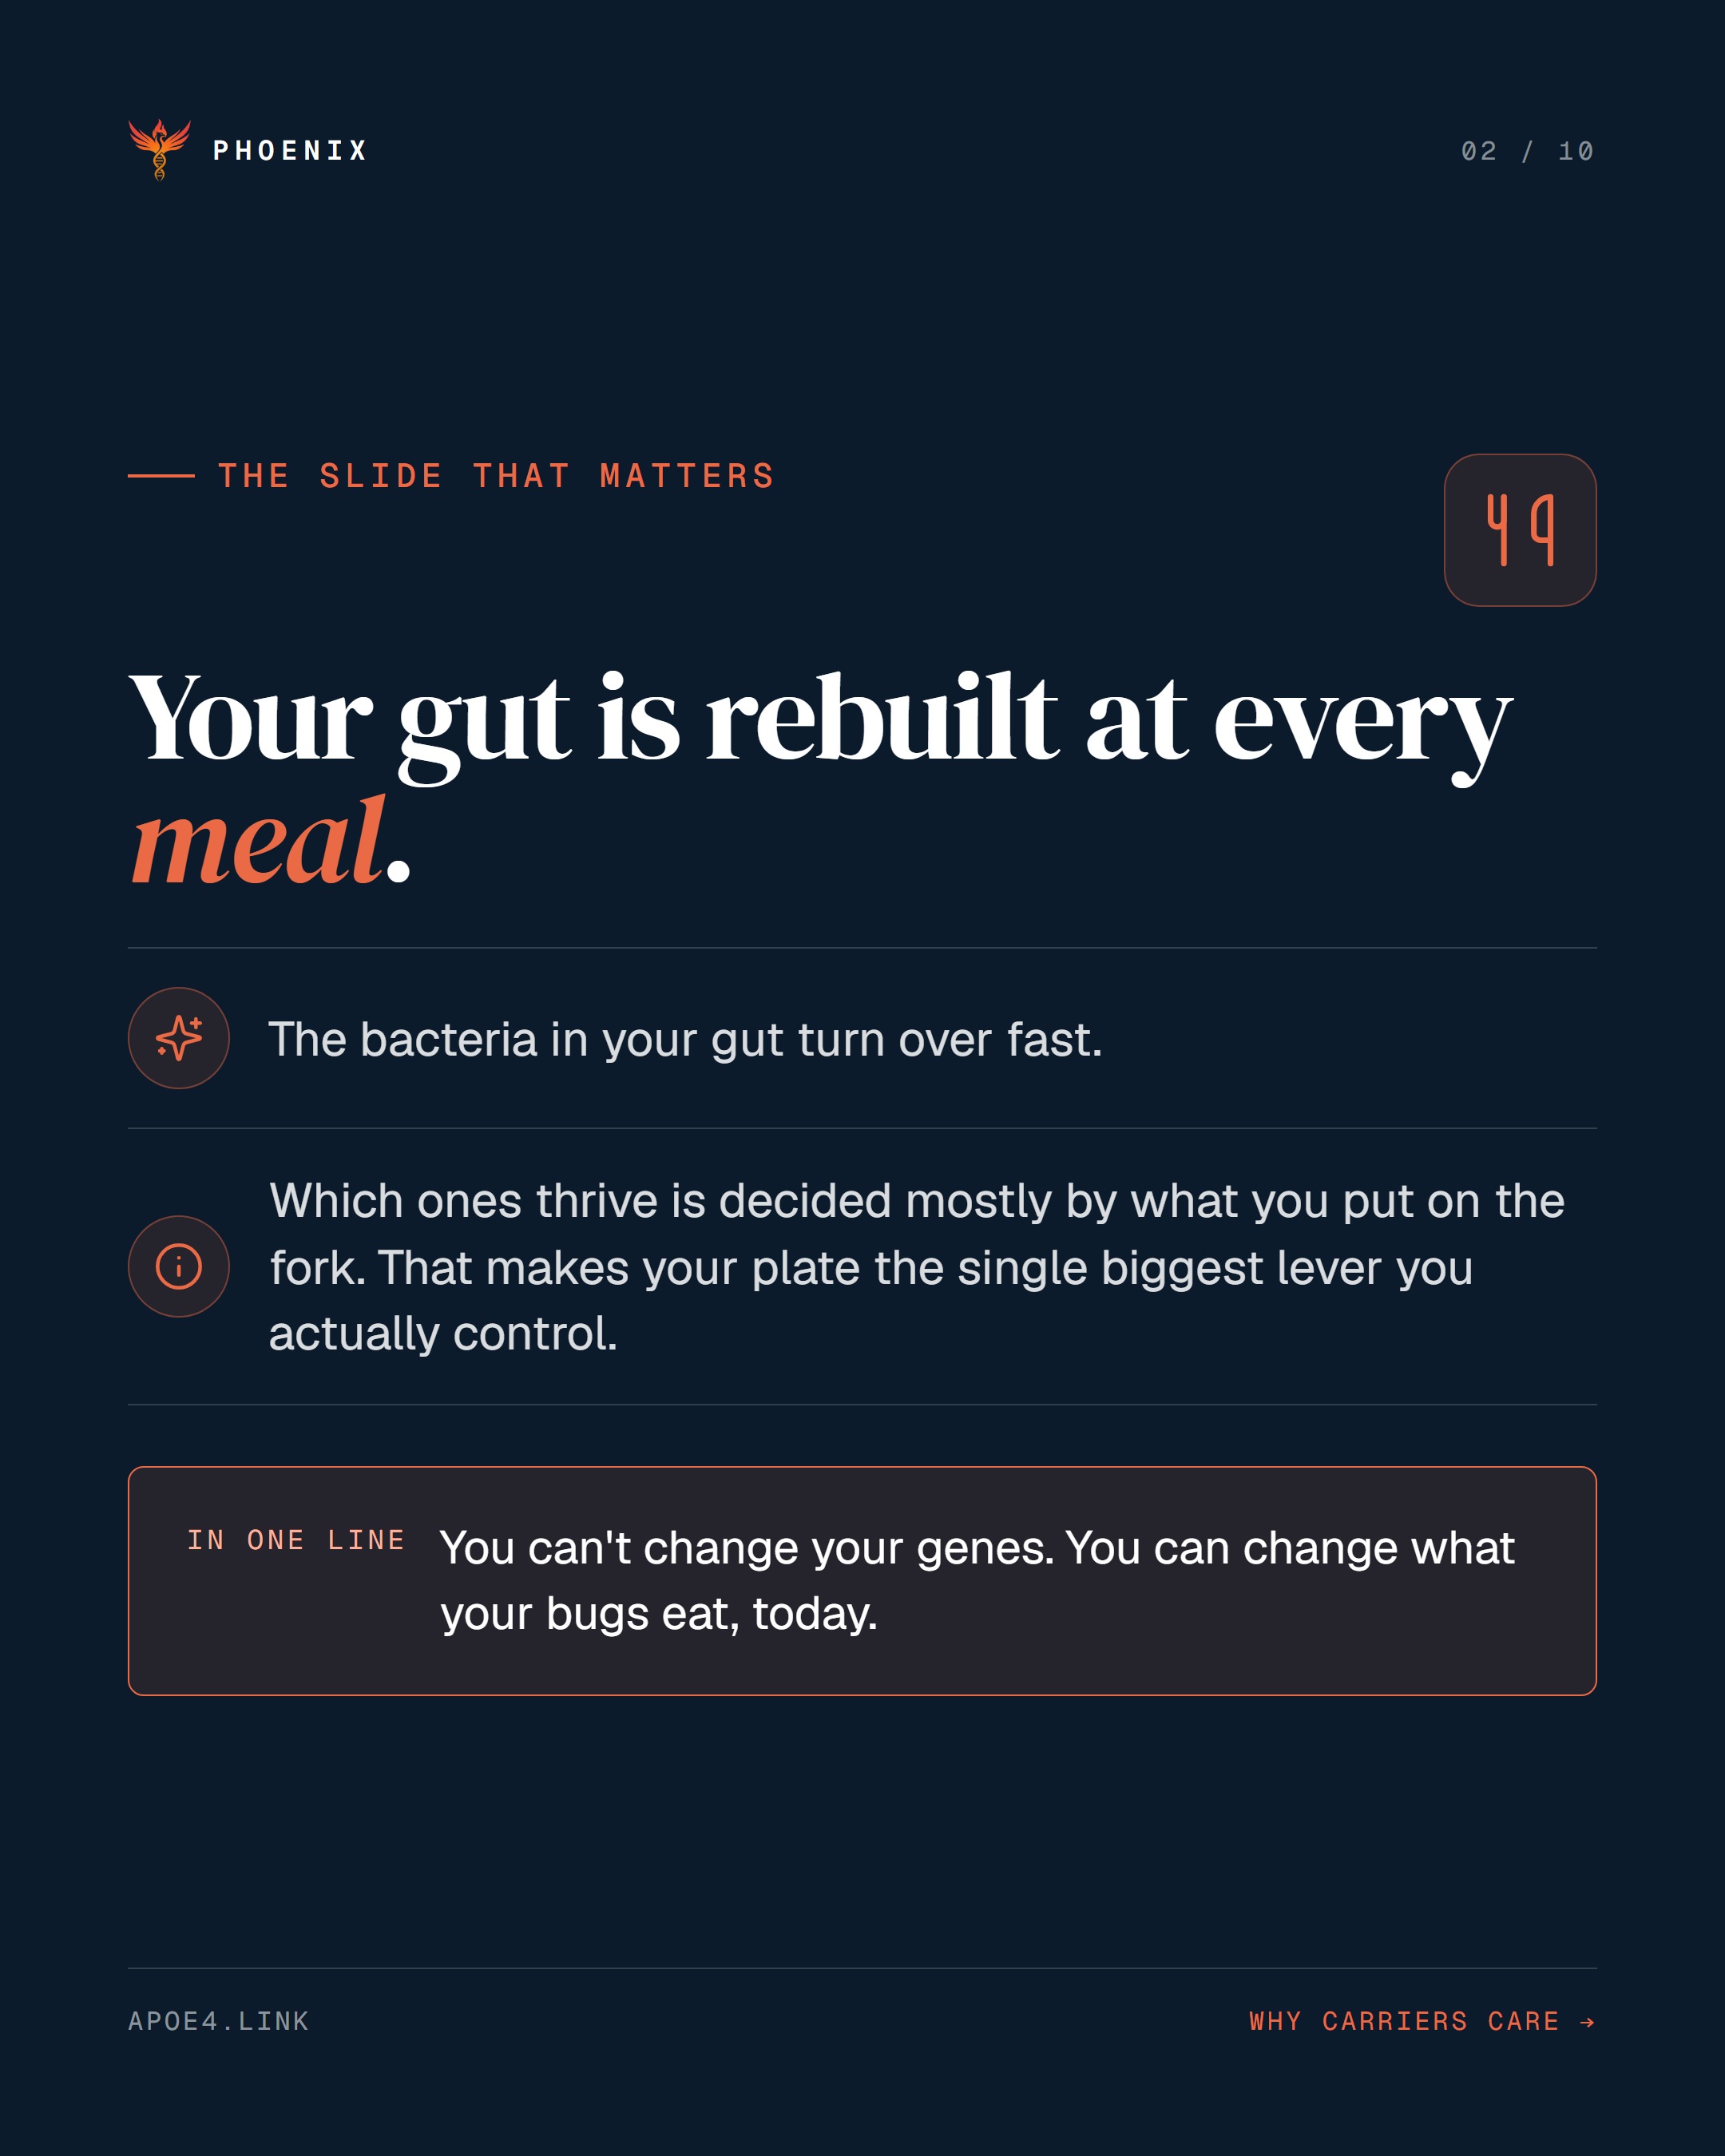 PHOENIX
02 / 10
THE SLIDE THAT MATTERS
Your gut is rebuilt at every
meal.
The bacteria in your gut turn over fast.
Which ones thrive is decided mostly by what you put on the
fork. That makes your plate the single biggest lever you
actually control.
IN ONE LINE
You can't change your genes. You can change what
your bugs eat, today.
APOE4.LINK
WHY CARRIERS CARE →